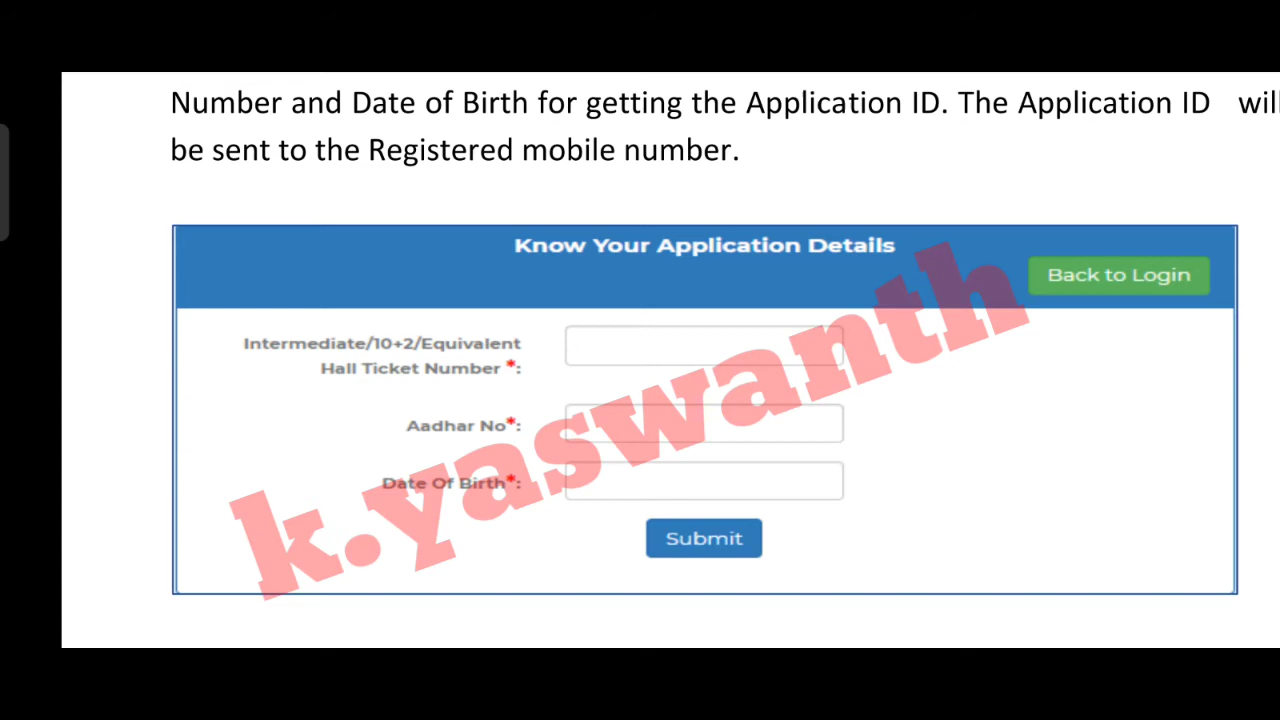 Number and Date of Birth for getting the Application ID. The Application ID will
be sent to the Registered mobile number.
Know Your Application Details
Back to Login
Intermediate/10+2/Equivalent
Hall Ticket Number *:
Aadhar No*:
Date Of Birth*:
Submit
k.yaswanth